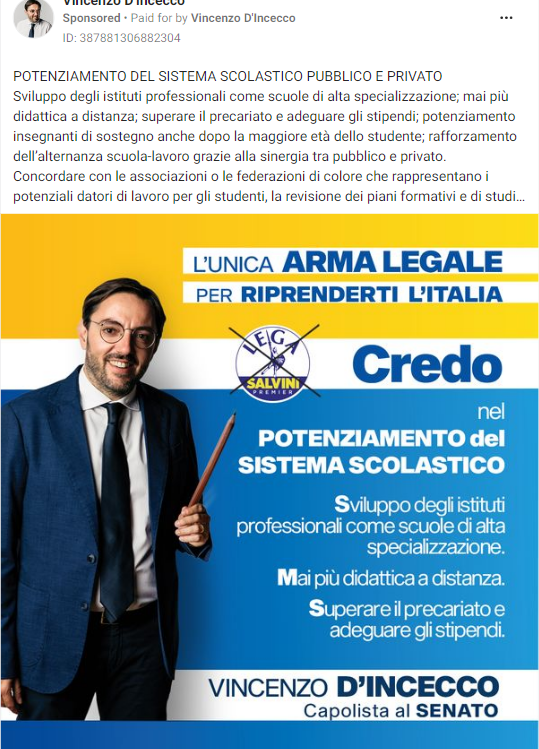 Vincenzo D'Incecco
Sponsored • Paid for by Vincenzo D'Incecco
ID: 387881306882304
POTENZIAMENTO DEL SISTEMA SCOLASTICO PUBBLICO E PRIVATO
Sviluppo degli istituti professionali come scuole di alta specializzazione; mai più
didattica a distanza; superare il precariato e adeguare gli stipendi; potenziamento
insegnanti di sostegno anche dopo la maggiore età dello studente; rafforzamento
dell'alternanza scuola-lavoro grazie alla sinergia tra pubblico e privato.
Concordare con le associazioni o le federazioni di colore che rappresentano i
potenziali datori di lavoro per gli studenti, la revisione dei piani formativi e di studi...
L'UNICA ARMA LEGALE
PER RIPRENDERTI L'ITALIA
LEGA
SALVINI
PREMIER
Credo
nel
POTENZIAMENTO del
SISTEMA SCOLASTICO
Sviluppo degli istituti
professionali come scuole di alta
specializzazione.
Mai più didattica a distanza.
Superare il precariato e
adeguare gli stipendi.
VINCENZO D'INCECCO
Capolista al SENATO